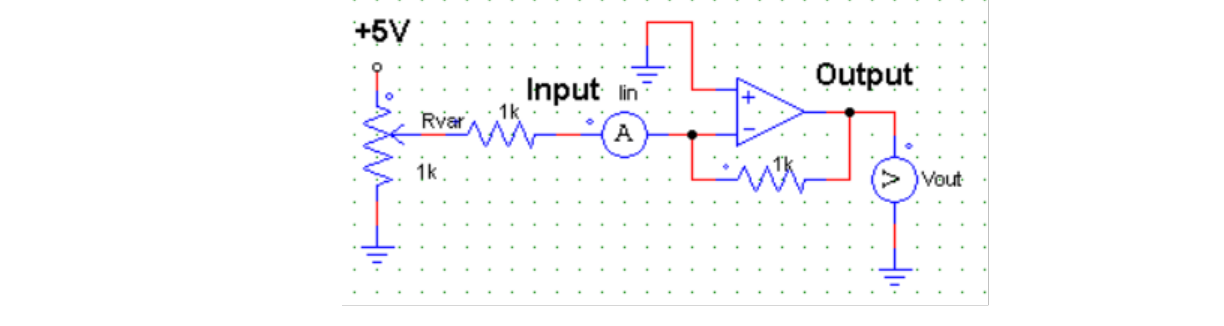 +5V
Output
Input Iin
+
1k
Rvar
A
−
1k
1k
V Vout